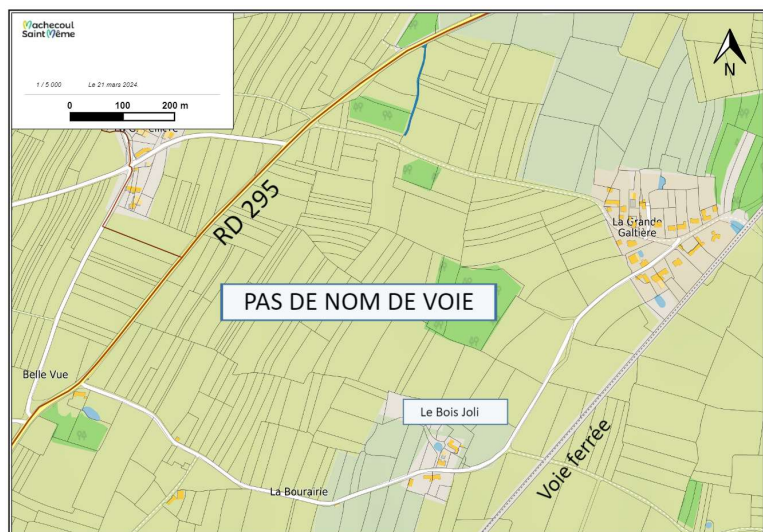 Machecoul
Saint Même
1 / 5 000 Le 21 mars 2024
0 100 200 m
N
RD 295
La Grande
Galtière
PAS DE NOM DE VOIE
Belle Vue
Le Bois Joli
Voie ferrée
La Bourairie